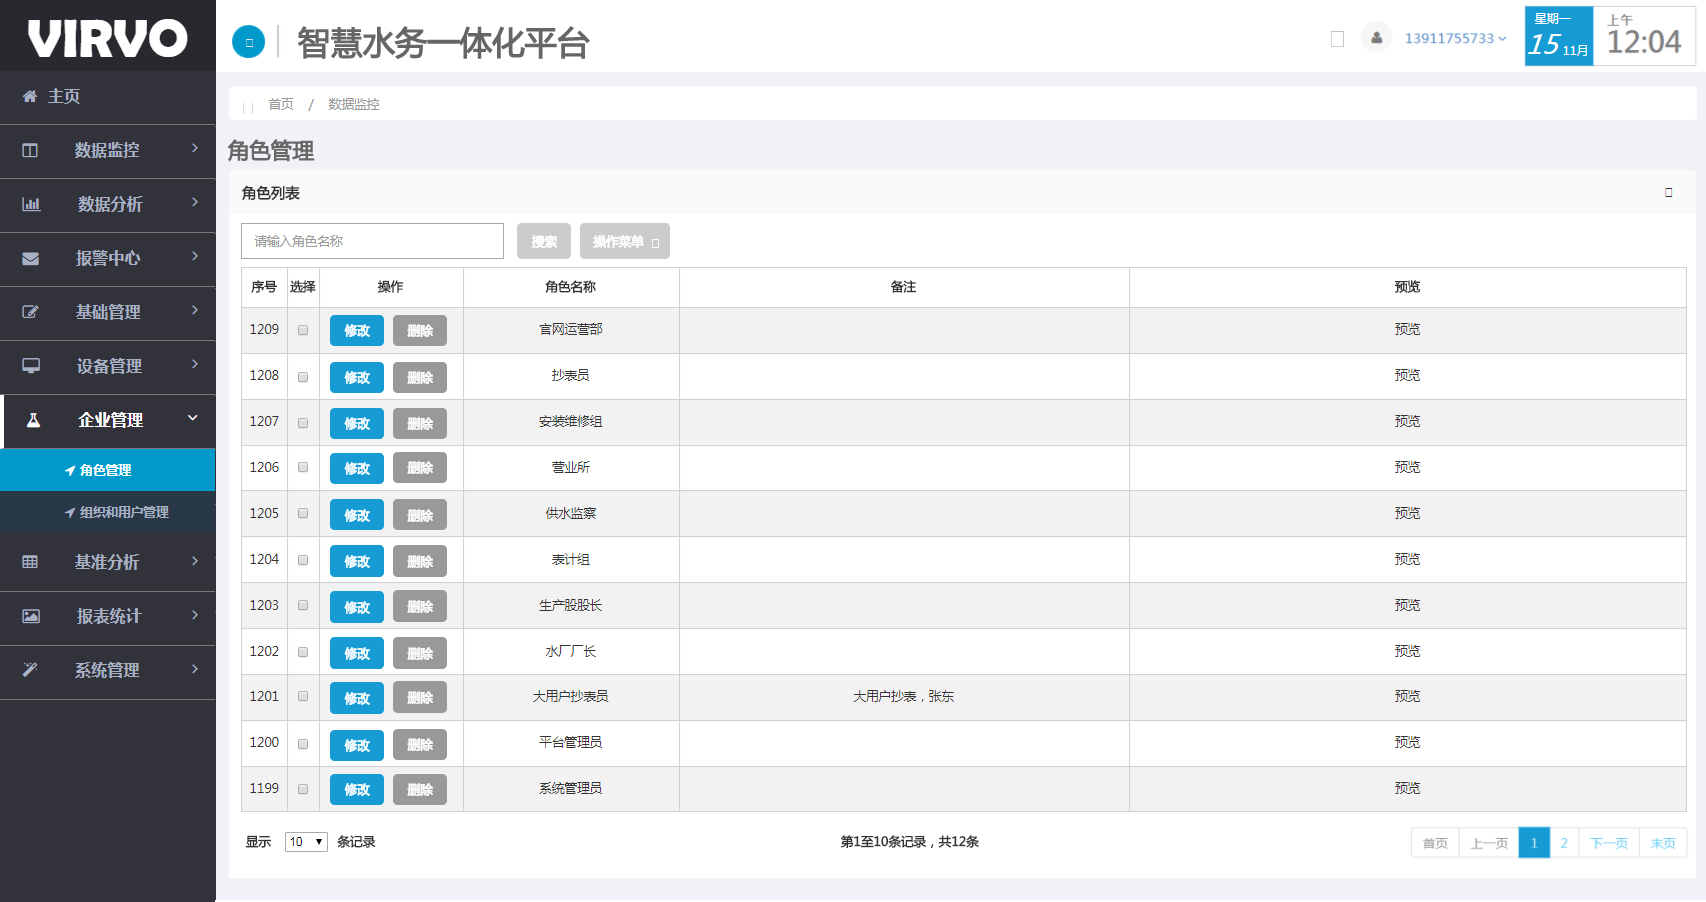 VIRVO
智慧水务一体化平台
13911755733
星期一
15 11月
上午
12:04
主页
数据监控
数据分析
报警中心
基础管理
设备管理
企业管理
角色管理
组织和用户管理
基准分析
报表统计
系统管理
首页 / 数据监控
角色管理
角色列表
请输入角色名称 搜索 操作菜单
序号 选择 操作 角色名称 备注 预览
1209 修改 删除 官网运营部 预览
1208 修改 删除 抄表员 预览
1207 修改 删除 安装维修组 预览
1206 修改 删除 营业所 预览
1205 修改 删除 供水监察 预览
1204 修改 删除 表计组 预览
1203 修改 删除 生产股股长 预览
1202 修改 删除 水厂厂长 预览
1201 修改 删除 大用户抄表员 大用户抄表，张东 预览
1200 修改 删除 平台管理员 预览
1199 修改 删除 系统管理员 预览
显示 10 条记录 第1至10条记录，共12条 首页 上一页 1 2 下一页 末页